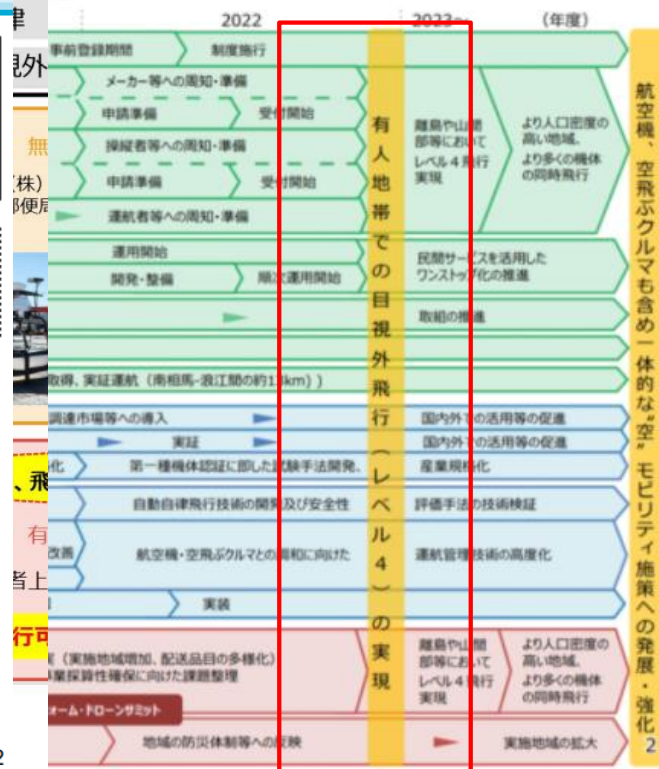 律
見外
無
(株)
郵便局
、飛
有
者上
行可
2
2022
2023～
(年度)
事前登録期間
制度施行
メーカー等への周知・準備
申請準備
受付開始
操縦者等への周知・準備
申請準備
受付開始
運航者等への周知・準備
離島や山間
部等において
レベル４飛行
実現
より人口密度の
高い地域、
より多くの機体
の同時飛行
運用開始
開発・整備
順次運用開始
民間サービスを活用した
ワンストップ化の推進
取組の推進
取得、実証運航（南相馬-浪江間の約13km））
調達市場等への導入
国内外での活用等の促進
実証
国内外での活用等の促進
化
第一種機体認証に即した試験手法開発、
産業規格化
自動自律飛行技術の開発及び安全性
評価手法の技術検証
改善
航空機・空飛ぶクルマとの調和に向けた
運航管理技術の高度化
実装
（実施地域増加、配送品目の多様化）
業採算性確保に向けた課題整理
ォーム・ドローンサミット
離島や山間
部等において
レベル４飛行
実現
より人口密度の
高い地域、
より多くの機体
の同時飛行
地域の防災体制等への反映
実施地域の拡大
有人地帯での目視外飛行（レベル４）の実現
航空機、空飛ぶクルマも含め一体的な“空”モビリティ施策への発展・強化
2